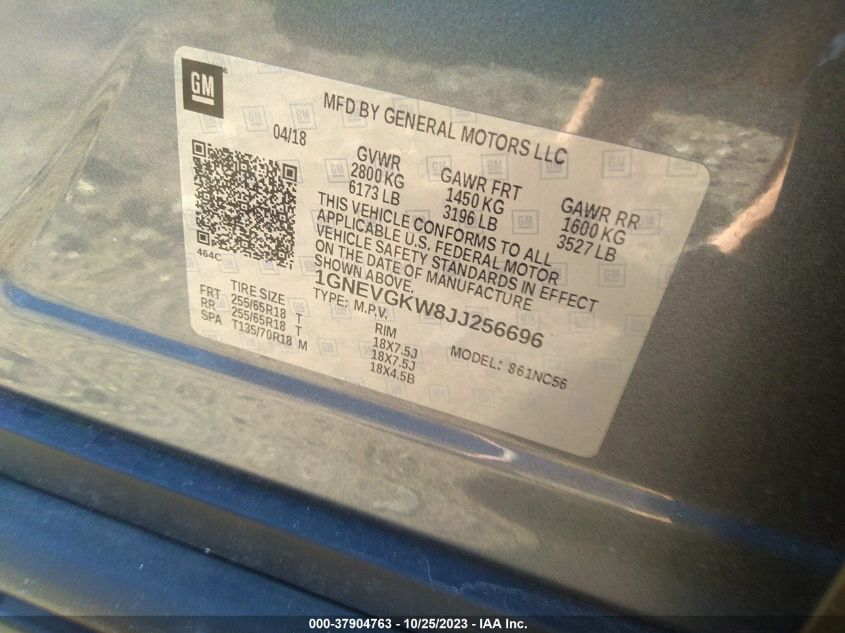 GM
MFD BY GENERAL MOTORS LLC
04/18
GVWR GAWR FRT GAWR RR
2800 KG 1450 KG 1600 KG
6173 LB 3196 LB 3527 LB
THIS VEHICLE CONFORMS TO ALL
APPLICABLE U.S. FEDERAL MOTOR
VEHICLE SAFETY STANDARDS IN EFFECT
ON THE DATE OF MANUFACTURE
SHOWN ABOVE.
464C
1GNEVGKW8JJ256696
TYPE: M.P.V. MODEL: 861NC56
TIRE SIZE RIM
FRT 255/65R18 T 18X7.5J
RR 255/65R18 T 18X7.5J
SPA T135/70R18 M 18X4.5B
000-37904763 - 10/25/2023 - IAA Inc.